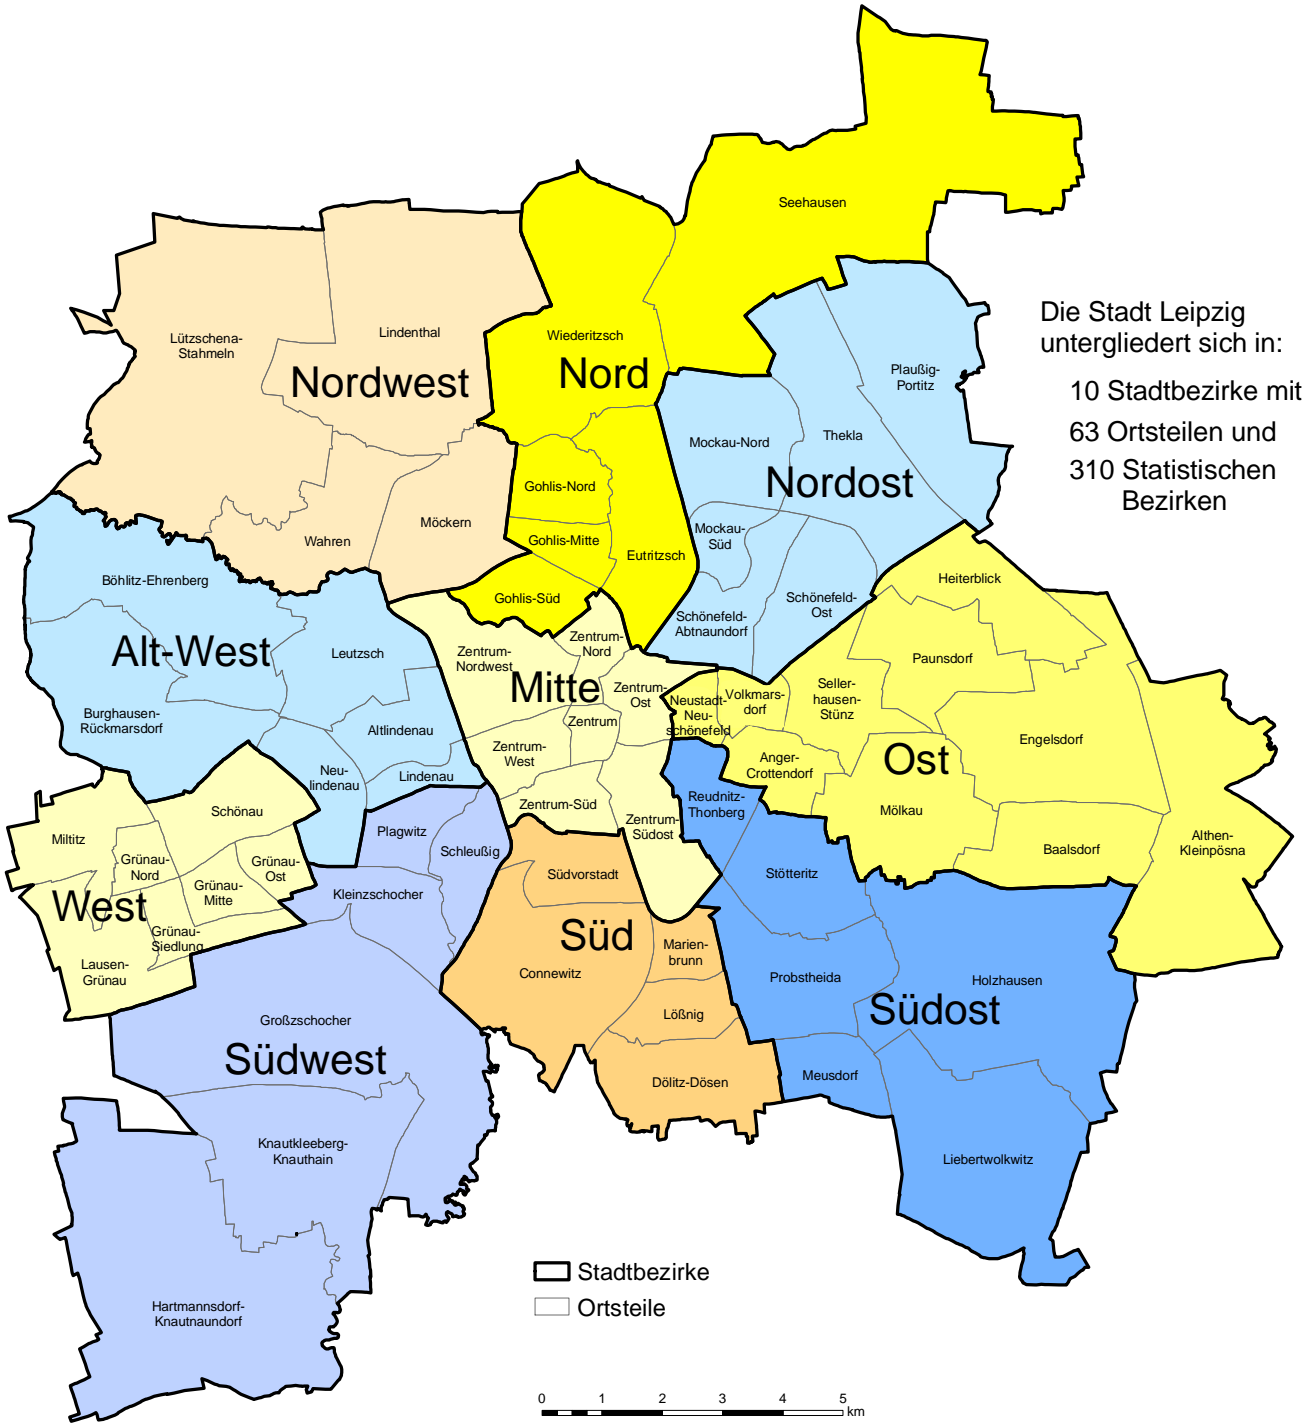 Seehausen
Die Stadt Leipzig
untergliedert sich in:
10 Stadtbezirke mit
63 Ortsteilen und
310 Statistischen
Bezirken
Lützschena-
Stahmeln
Lindenthal
Nordwest
Wahren
Möckern
Wiederitzsch
Nord
Gohlis-Nord
Gohlis-Mitte
Gohlis-Süd
Eutritzsch
Plaußig-
Portitz
Mockau-Nord
Thekla
Nordost
Mockau-
Süd
Schönefeld-
Abtnaundorf
Schönefeld-
Ost
Böhlitz-Ehrenberg
Alt-West
Leutzsch
Burghausen-
Rückmarsdorf
Altlindenau
Neu-
lindenau
Lindenau
Zentrum-
Nordwest
Zentrum-
Nord
Mitte
Zentrum-
Ost
Zentrum
Zentrum-
West
Zentrum-Süd
Zentrum-
Südost
Heiterblick
Paunsdorf
Neustadt-
Neu-
schönefeld
Volkmars-
dorf
Seller-
hausen-
Stünz
Anger-
Crottendorf
Ost
Engelsdorf
Mölkau
Baalsdorf
Althen-
Kleinpösna
Schönau
Miltitz
Grünau-
Nord
Grünau-
Ost
Grünau-
Mitte
West
Grünau-
Siedlung
Lausen-
Grünau
Plagwitz
Schleußig
Kleinzschocher
Großzschocher
Südwest
Knautkleeberg-
Knauthain
Hartmannsdorf-
Knautnaundorf
Südvorstadt
Süd
Connewitz
Marien-
brunn
Lößnig
Dölitz-Dösen
Reudnitz-
Thonberg
Stötteritz
Probstheida
Holzhausen
Südost
Meusdorf
Liebertwolkwitz
Stadtbezirke
Ortsteile
0 1 2 3 4 5
km